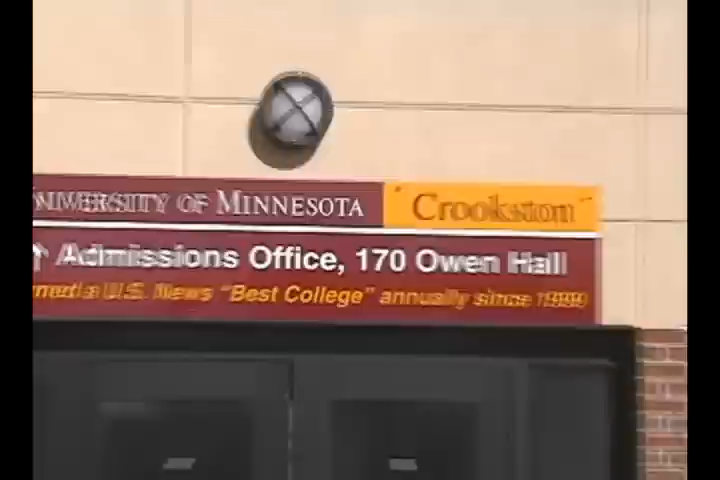 UNIVERSITY OF MINNESOTA Crookston
Admissions Office, 170 Owen Hall
a U.S. News "Best College" annually since 1999